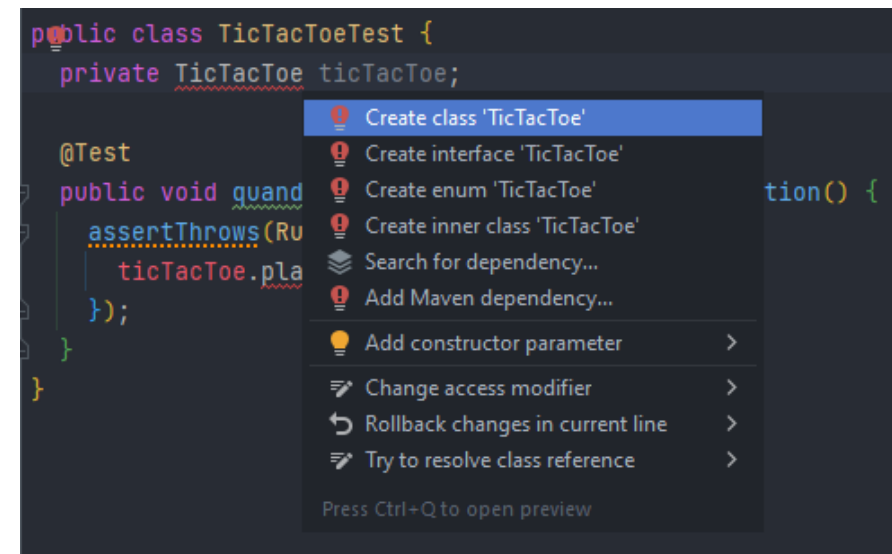 public class TicTacToeTest {
private TicTacToe ticTacToe;
Create class 'TicTacToe'
@Test
Create interface 'TicTacToe'
public void quand
Create enum 'TicTacToe'
tion() {
assertThrows(Ru
Create inner class 'TicTacToe'
ticTacToe.pla
Search for dependency...
});
Add Maven dependency...
}
Add constructor parameter
}
Change access modifier
Rollback changes in current line
Try to resolve class reference
Press Ctrl+Q to open preview